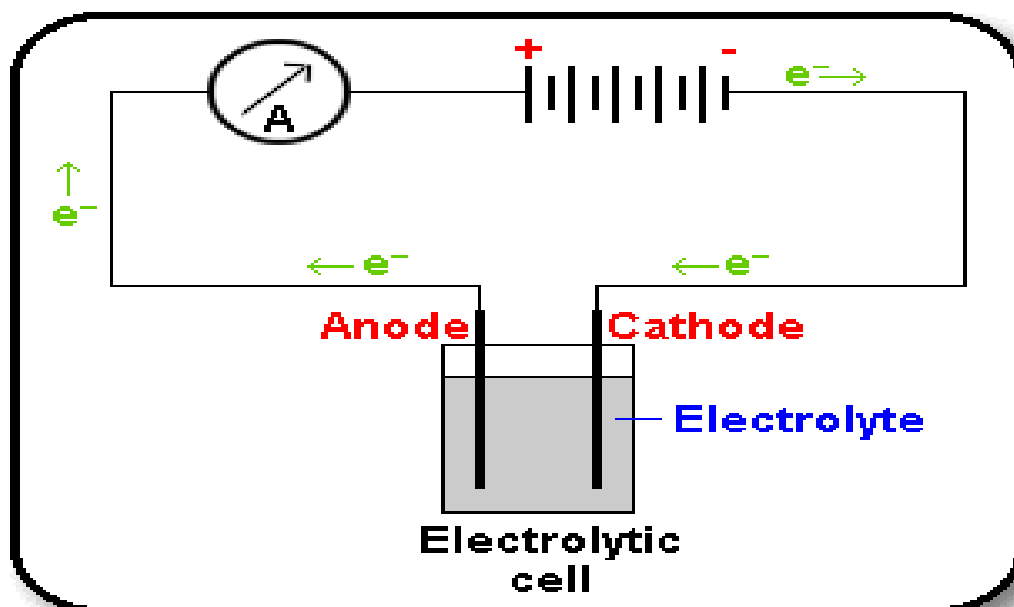 + -
e⁻
A
e⁻
e⁻ e⁻
Anode Cathode
Electrolyte
Electrolytic
cell